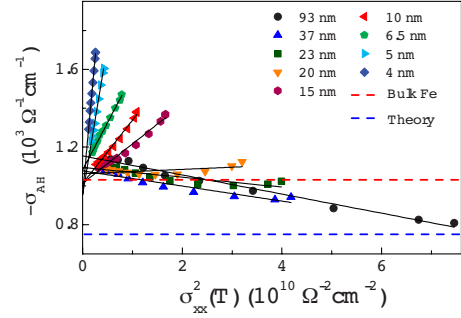 93 nm
10 nm
37 nm
6.5 nm
23 nm
5 nm
20 nm
4 nm
15 nm
Bulk Fe
Theory
1.6
1.2
0.8
-σAH (10³ Ω⁻¹cm⁻¹)
0
2
4
6
σ²xx(T) (10¹⁰ Ω⁻²cm⁻²)